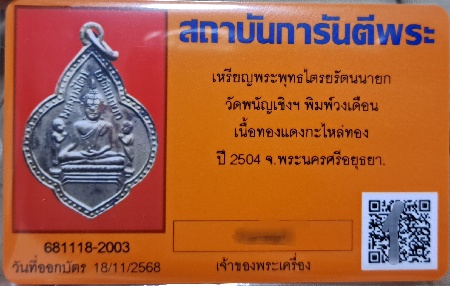 สถาบันการันตีพระ
เหรียญพระพุทธไตรยรัตนนายก
วัดพนัญเชิงฯ พิมพ์วงเดือน
เนื้อทองแดงกะไหล่ทอง
ปี 2504 จ.พระนครศรีอยุธยา.
681118-2003
วันที่ออกบัตร 18/11/2568
เจ้าของพระเครื่อง